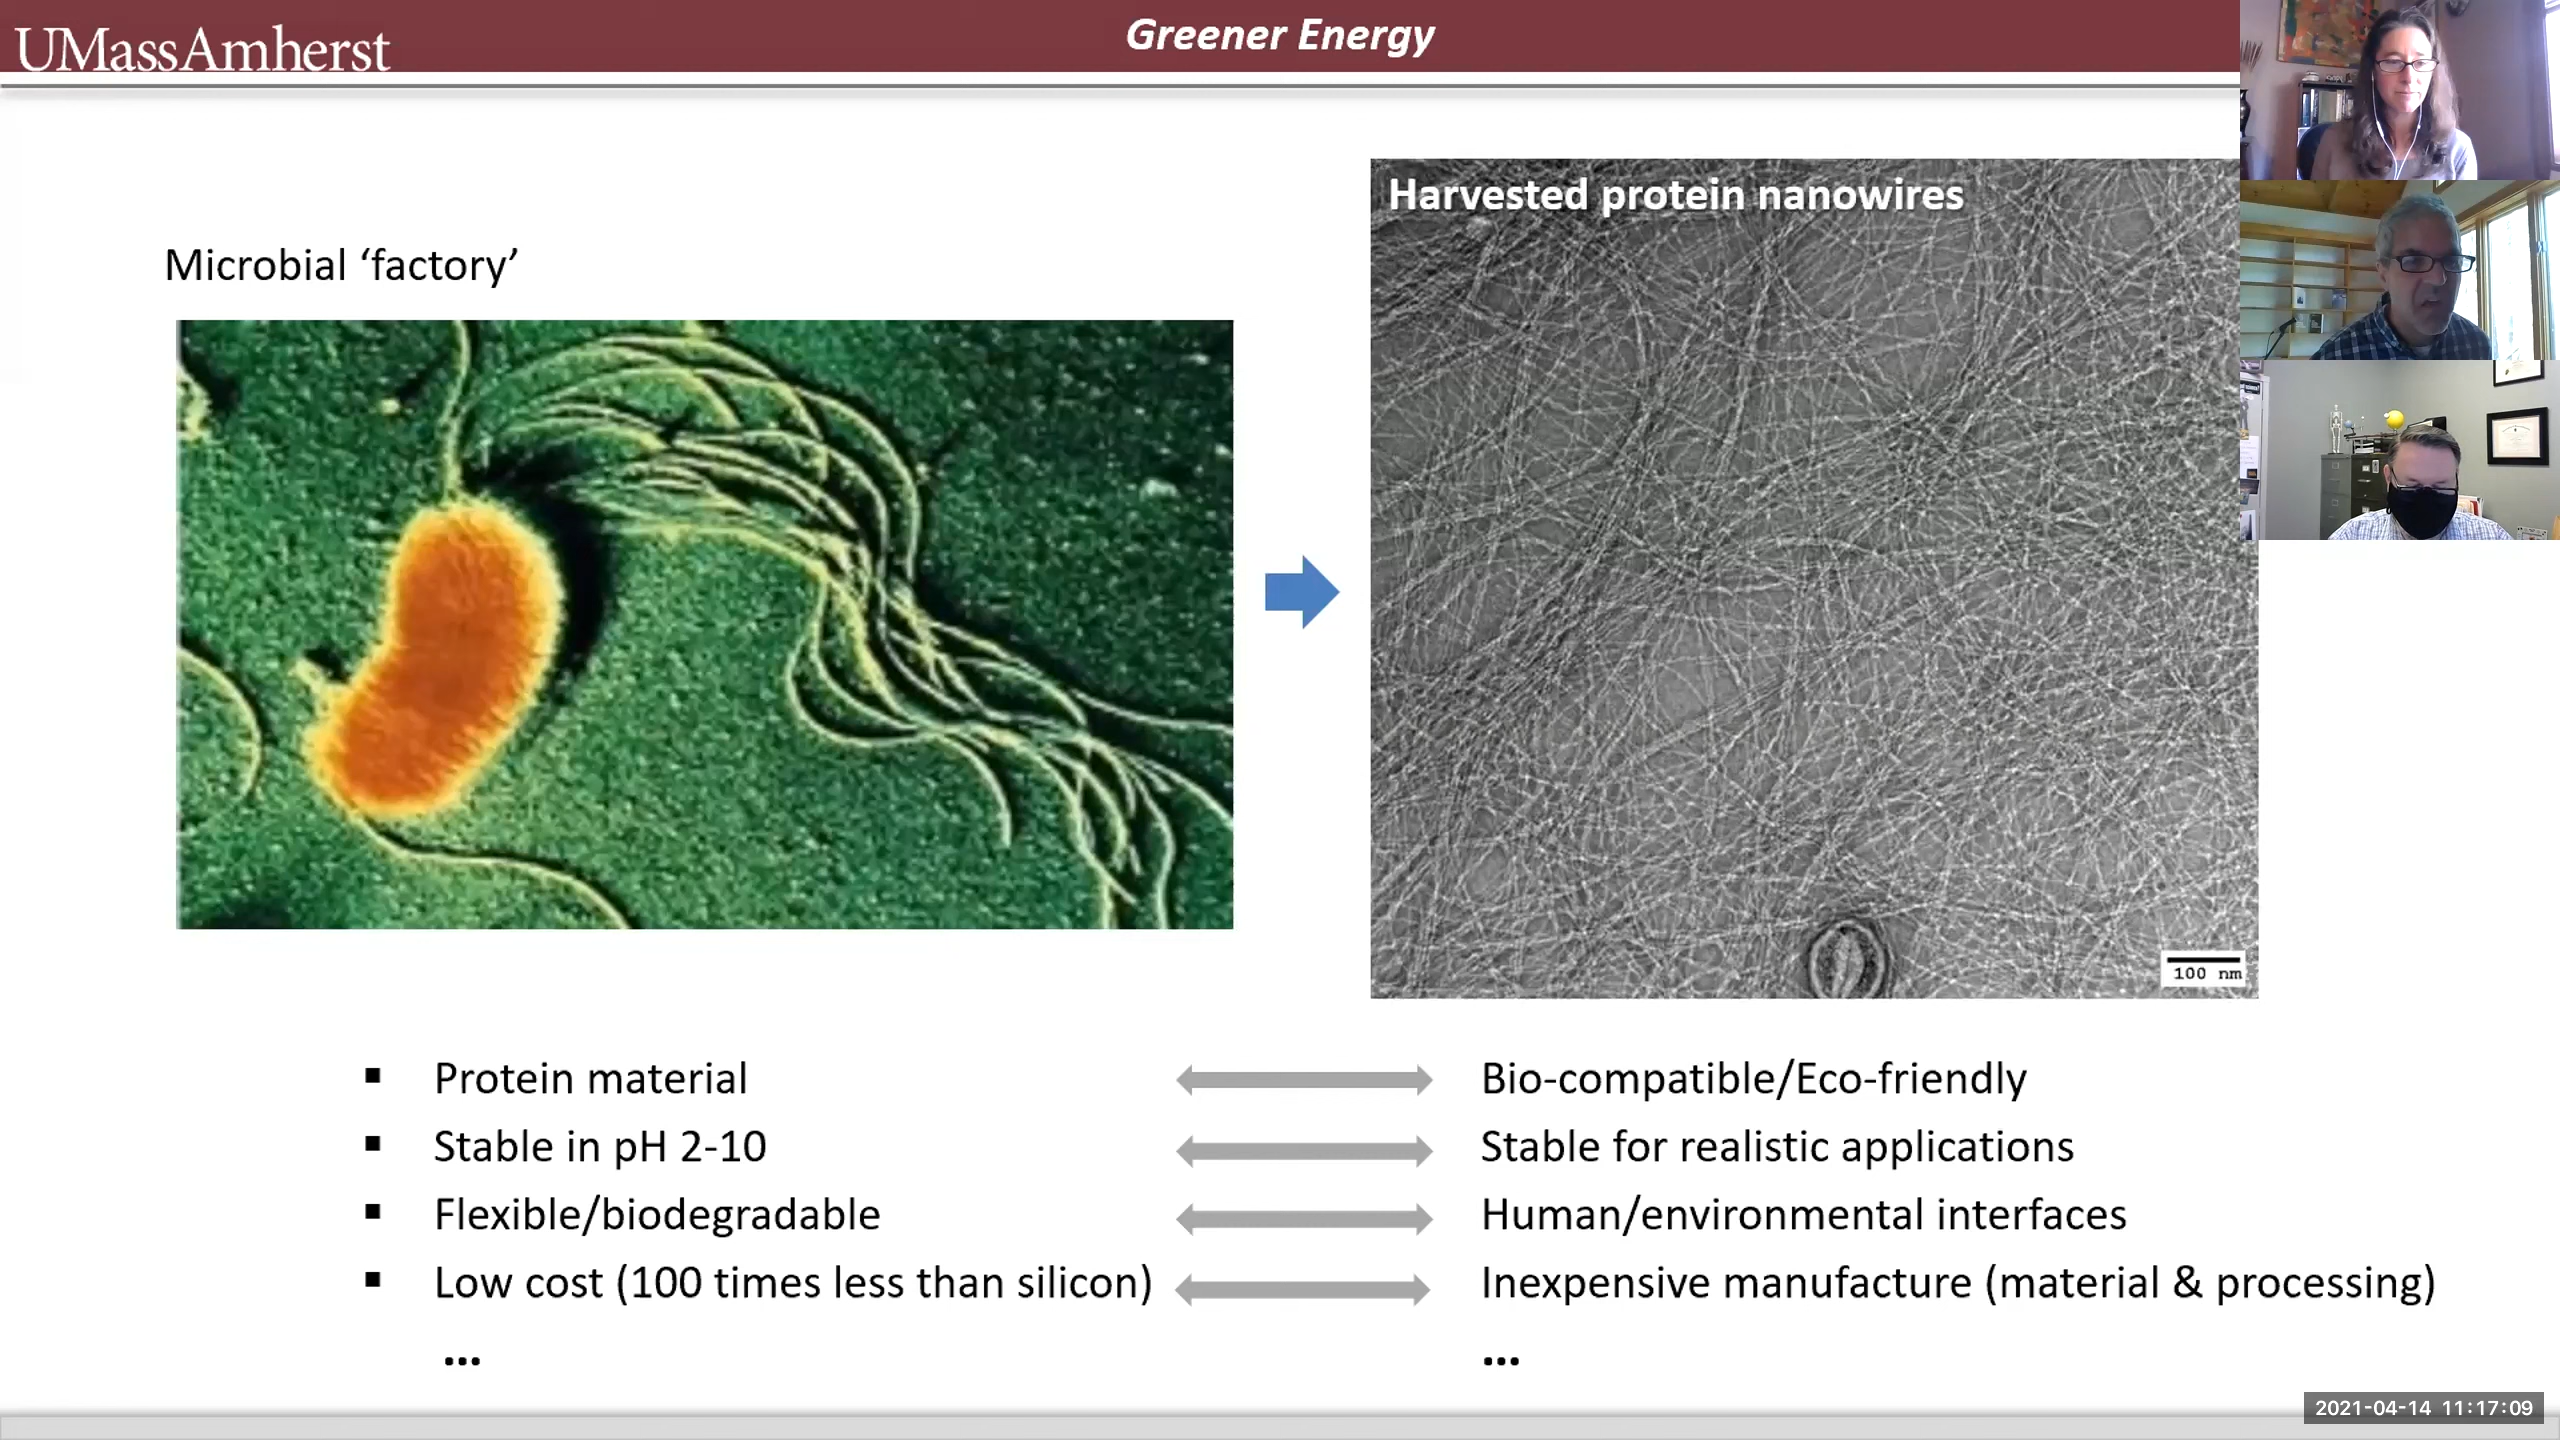 UMassAmherst
Greener Energy
Microbial ‘factory’
Harvested protein nanowires
100 nm
▪ Protein material
Bio-compatible/Eco-friendly
▪ Stable in pH 2-10
Stable for realistic applications
▪ Flexible/biodegradable
Human/environmental interfaces
▪ Low cost (100 times less than silicon)
Inexpensive manufacture (material & processing)
...
...
2021-04-14 11:17:09